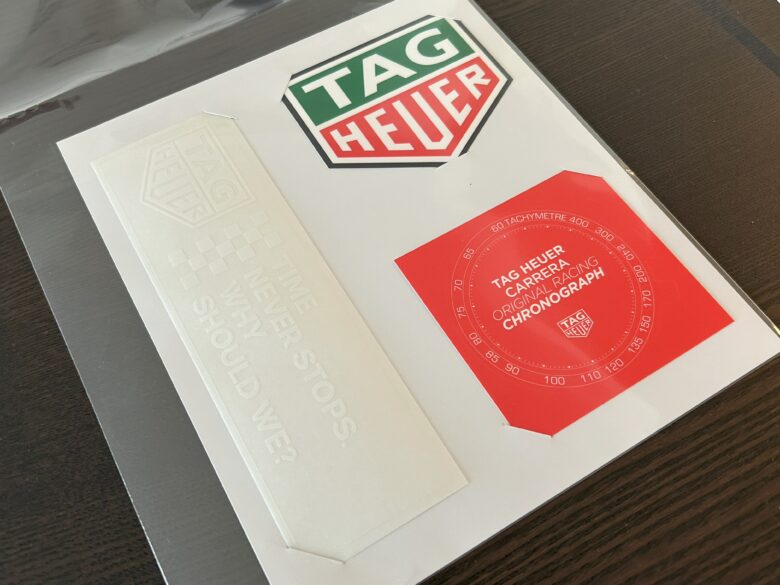 TAG
HEUER
TAG
HEUER
TIME
NEVER STOPS.
WHY
SHOULD WE?
60 TACHYMETRE 400 300 240 200 170 150 135 120 110 100 90 85 80 75 70 65
TAG HEUER
CARRERA
ORIGINAL RACING
CHRONOGRAPH
TAG
HEUER